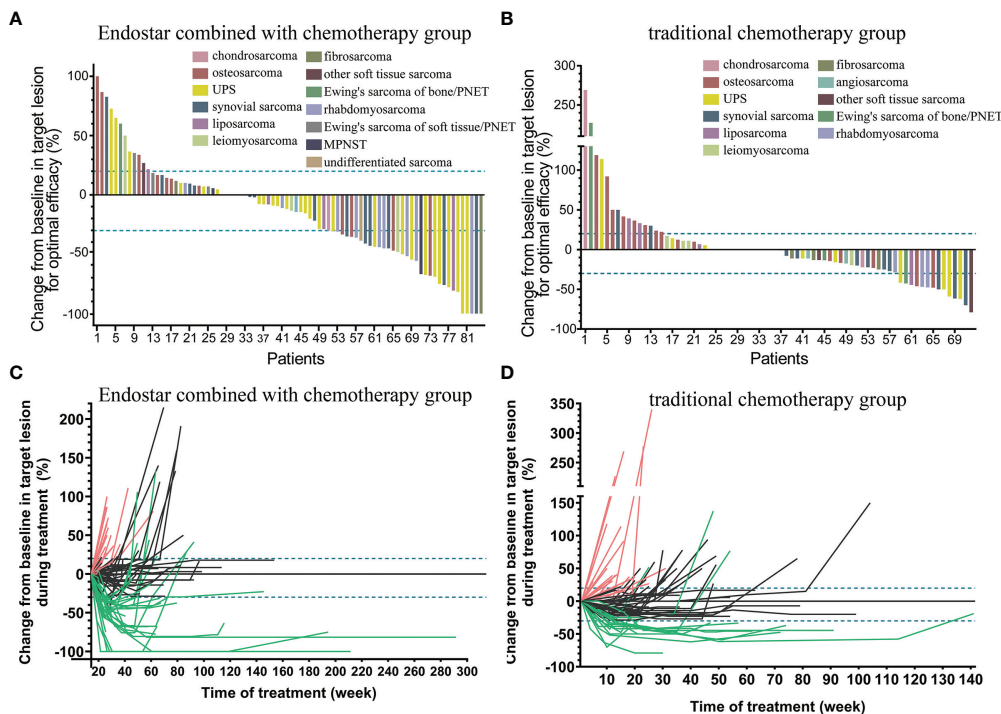 A
Endostar combined with chemotherapy group
chondrosarcoma
osteosarcoma
UPS
synovial sarcoma
liposarcoma
leiomyosarcoma
fibrosarcoma
other soft tissue sarcoma
Ewing's sarcoma of bone/PNET
rhabdomyosarcoma
Ewing's sarcoma of soft tissue/PNET
MPNST
undifferentiated sarcoma
Change from baseline in target lesion
for optimal efficacy (%)
100
50
0
-50
-100
1 5 9 13 17 21 25 29 33 37 41 45 49 53 57 61 65 69 73 77 81
Patients
B
traditional chemotherapy group
chondrosarcoma
osteosarcoma
UPS
synovial sarcoma
liposarcoma
leiomyosarcoma
fibrosarcoma
angiosarcoma
other soft tissue sarcoma
Ewing's sarcoma of bone/PNET
rhabdomyosarcoma
Change from baseline in target lesion
for optimal efficacy (%)
300
250
150
100
50
0
-50
-100
1 5 9 13 17 21 25 29 33 37 41 45 49 53 57 61 65 69
Patients
C
Endostar combined with chemotherapy group
Change from baseline in target lesion
during treatment (%)
200
150
100
50
0
-50
-100
20 40 60 80 100 120 140 160 180 200 220 240 260 280 300
Time of treatment (week)
D
traditional chemotherapy group
Change from baseline in target lesion
during treatment (%)
350
300
250
200
150
100
50
0
-50
-100
10 20 30 40 50 60 70 80 90 100 110 120 130 140
Time of treatment (week)